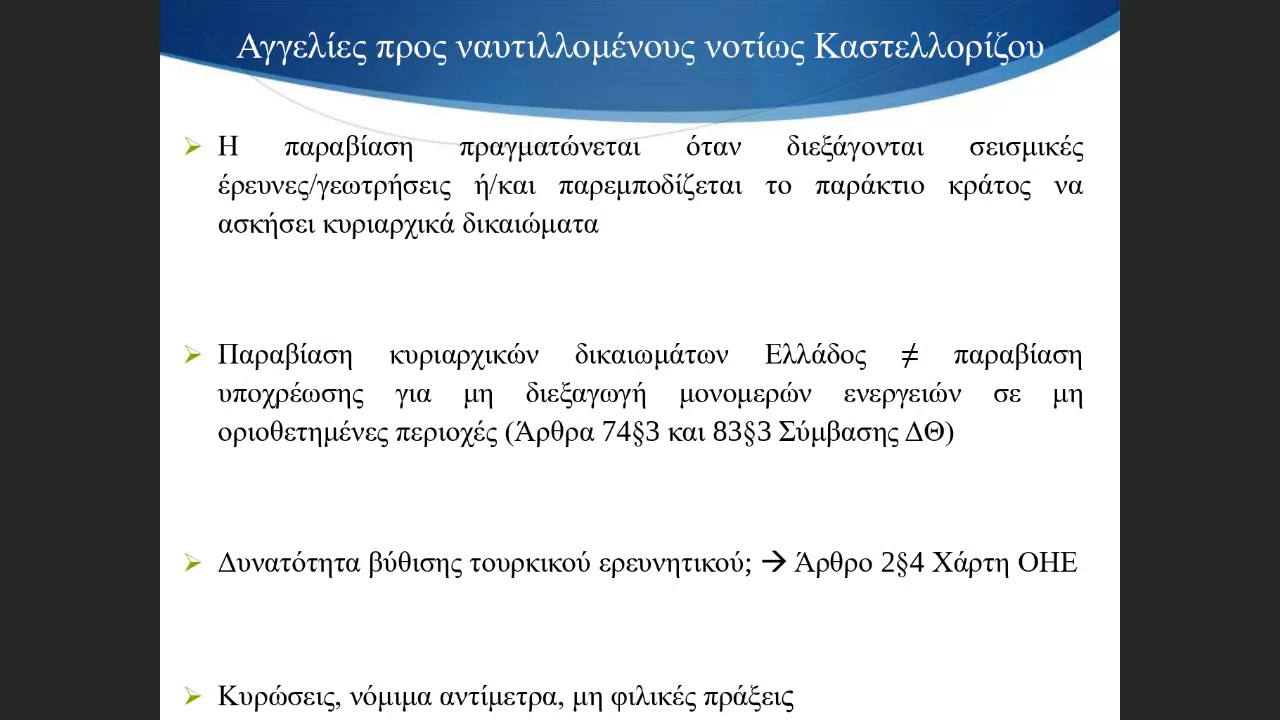 Αγγελίες προς ναυτιλλομένους νοτίως Καστελλορίζου
➢ Η παραβίαση πραγματώνεται όταν διεξάγονται σεισμικές
έρευνες/γεωτρήσεις ή/και παρεμποδίζεται το παράκτιο κράτος να
ασκήσει κυριαρχικά δικαιώματα
➢ Παραβίαση κυριαρχικών δικαιωμάτων Ελλάδος ≠ παραβίαση
υποχρέωσης για μη διεξαγωγή μονομερών ενεργειών σε μη
οριοθετημένες περιοχές (Άρθρα 74§3 και 83§3 Σύμβασης ΔΘ)
➢ Δυνατότητα βύθισης τουρκικού ερευνητικού; → Άρθρο 2§4 Χάρτη ΟΗΕ
➢ Κυρώσεις, νόμιμα αντίμετρα, μη φιλικές πράξεις